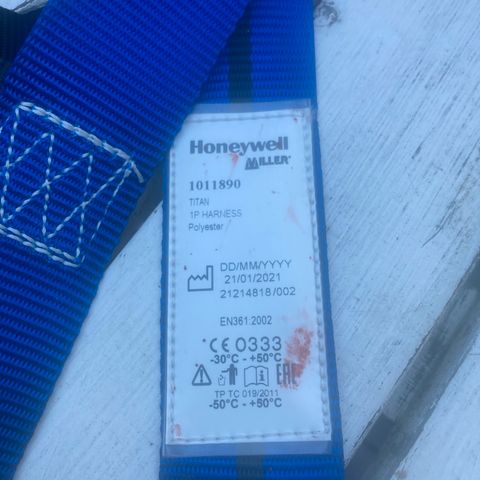 Honeywell
MILLER
1011890
TITAN
1P HARNESS
Polyester
DD/MM/YYYY
21/01/2021
21214818/002
EN361:2002
CE 0333
-30°C - +50°C
EAC
TP TC 019/2011
-50°C - +50°C